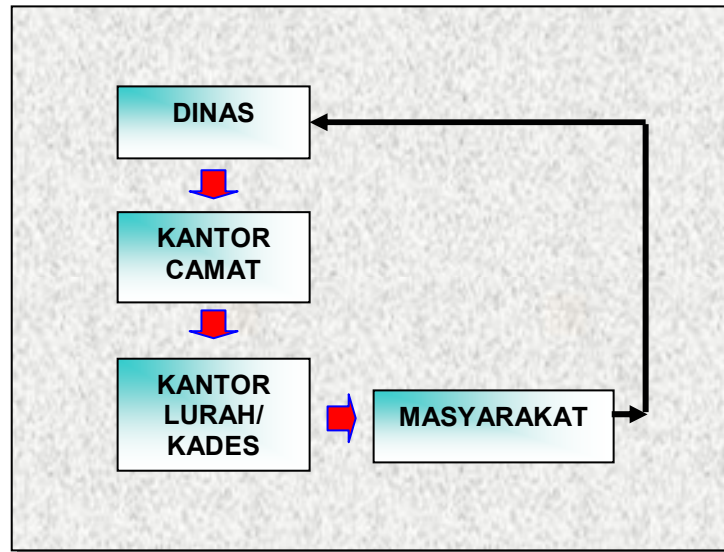 DINAS
KANTOR
CAMAT
KANTOR
LURAH/
KADES
MASYARAKAT